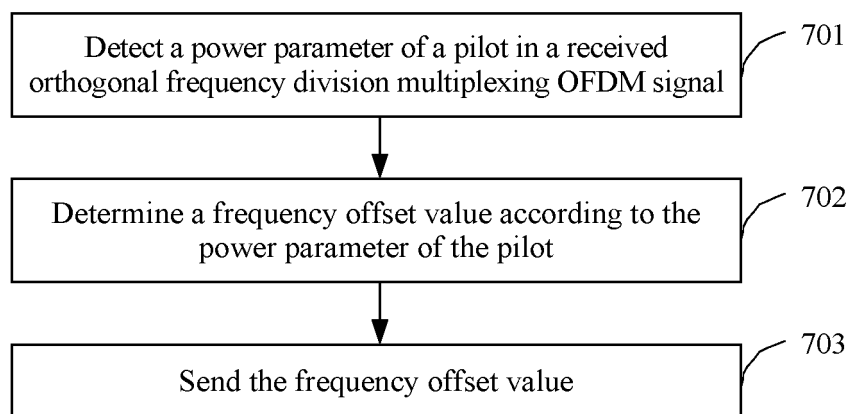 Detect a power parameter of a pilot in a received
orthogonal frequency division multiplexing OFDM signal
701
Determine a frequency offset value according to the
power parameter of the pilot
702
Send the frequency offset value
703